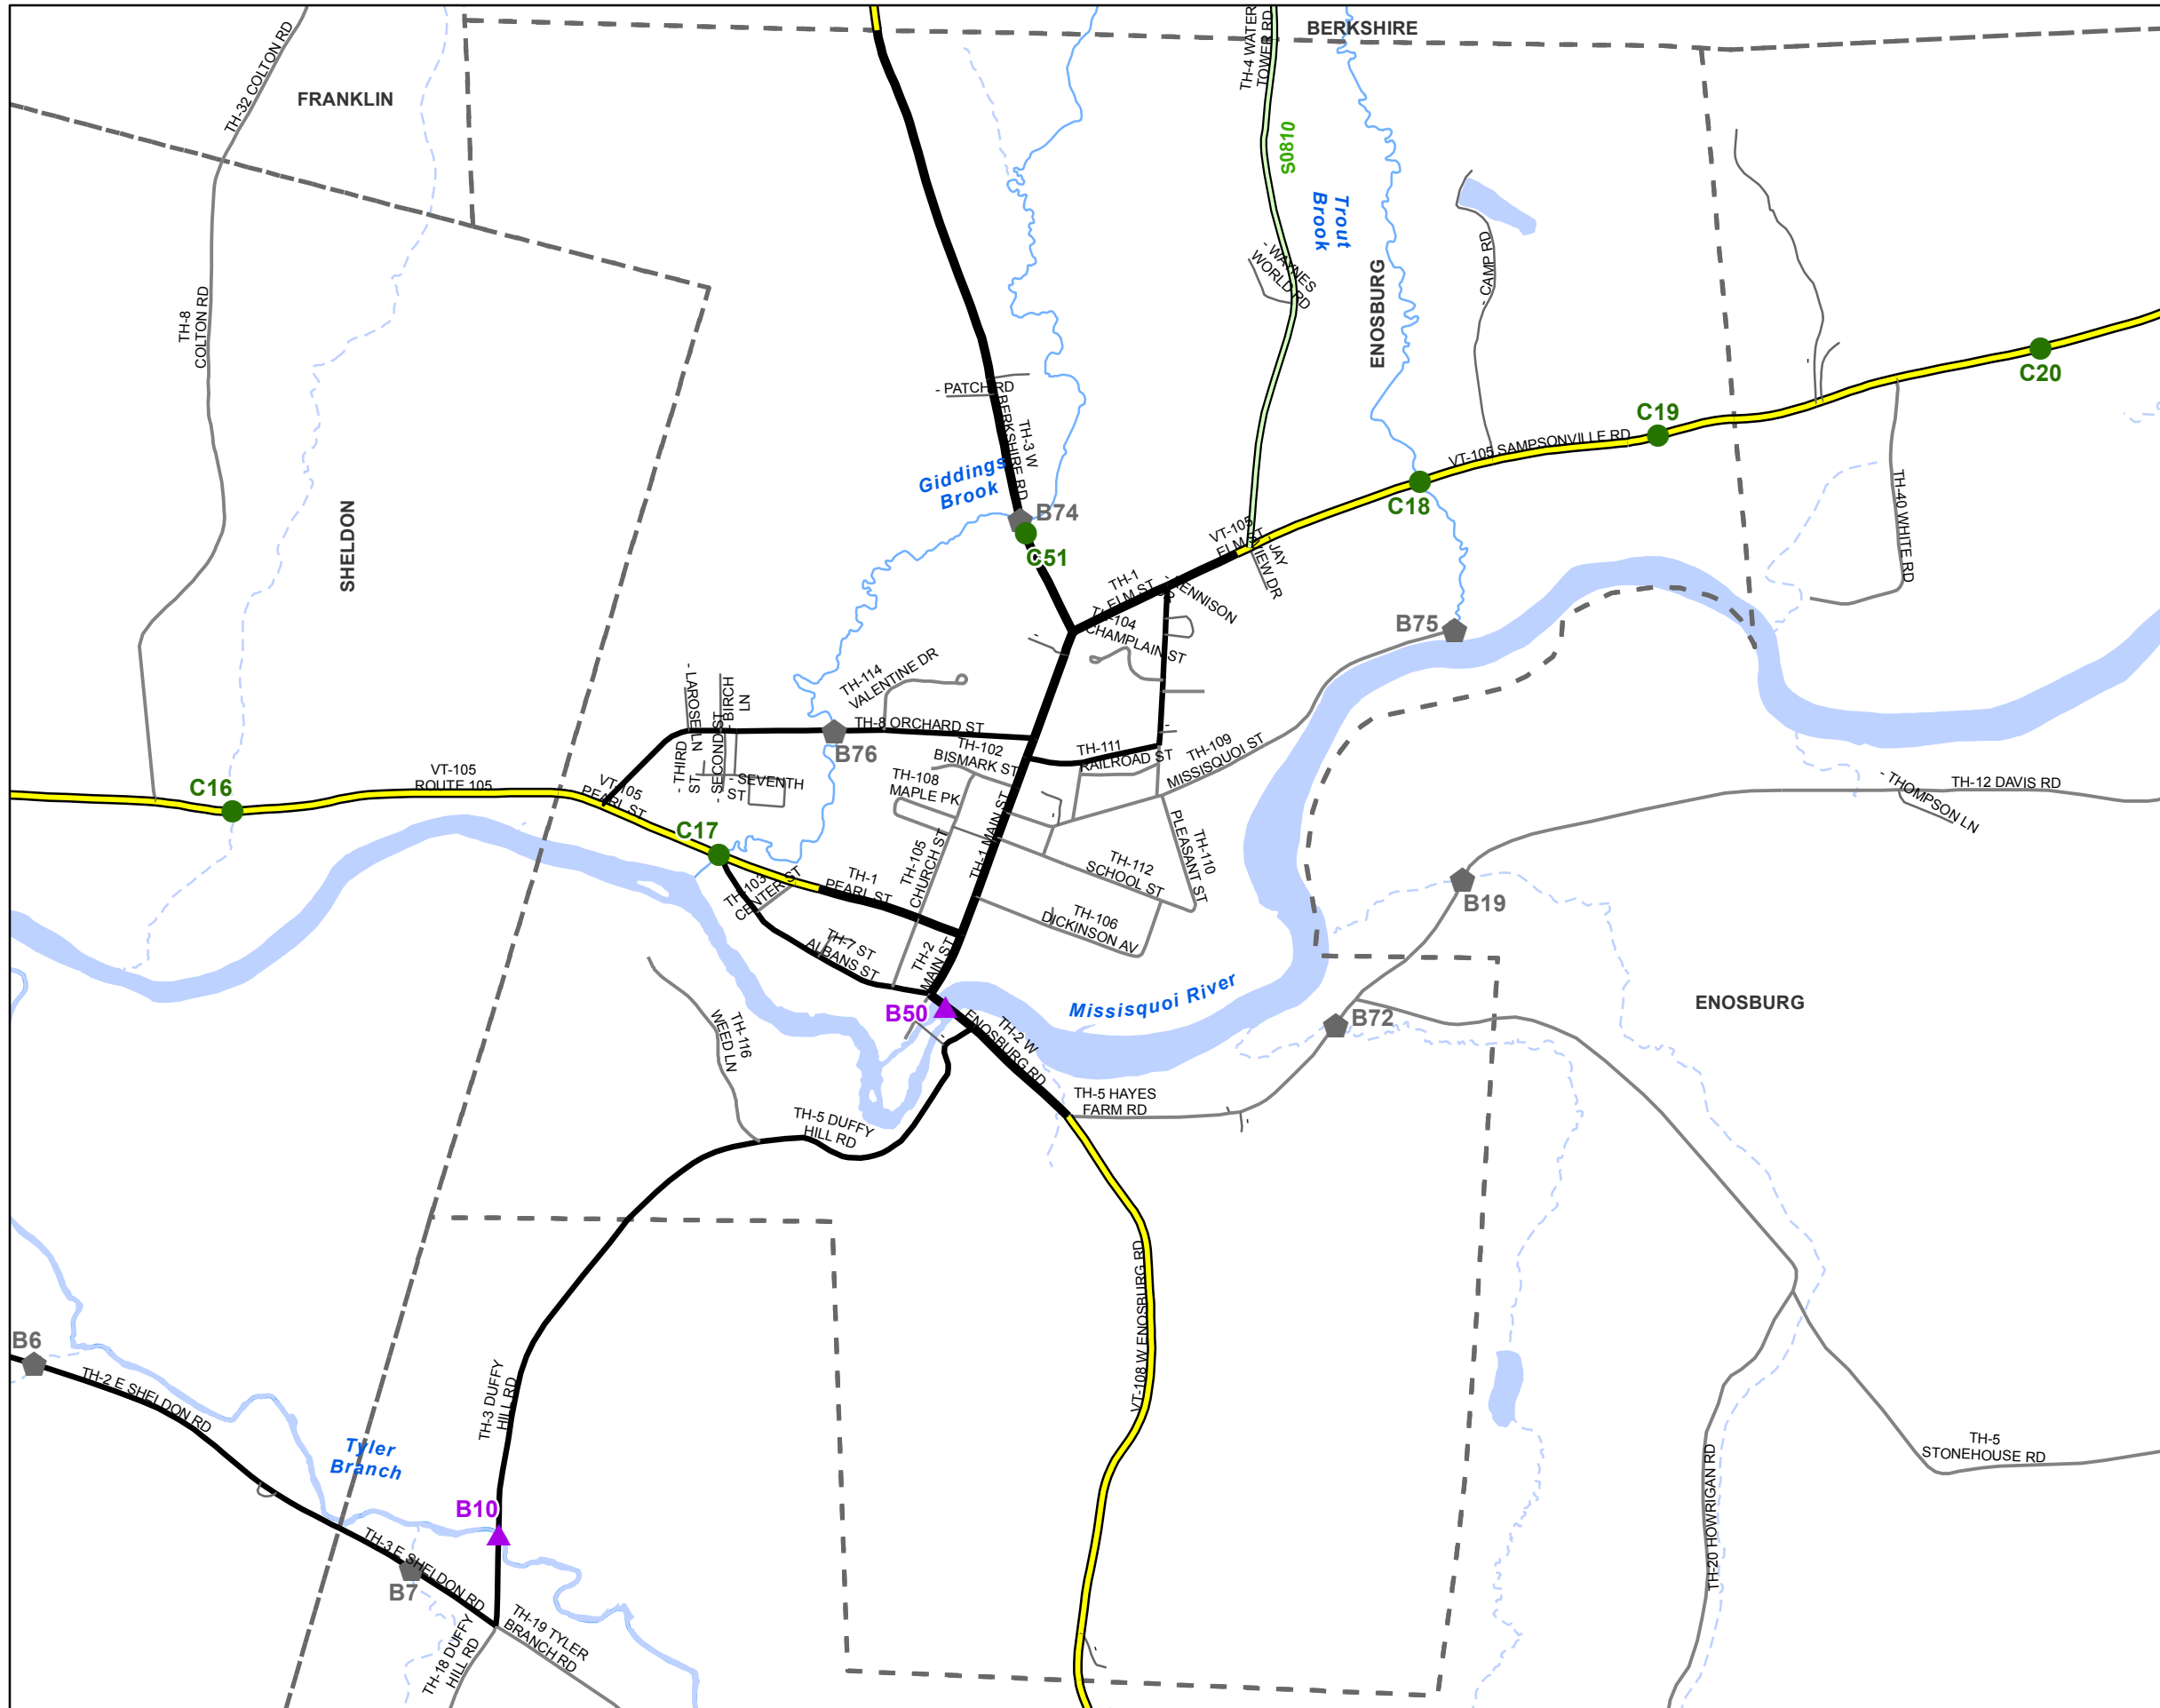 BERKSHIRE
TH-4 WATER
TOWER RD
TH-32 COLTON RD
FRANKLIN
S0810
Trout
Brook
- WAYNES
WORLD RD
ENOSBURG
- CAMP RD
TH-8
COLTON RD
C20
- PATCH RD
TH-3 W
BERKSHIRE RD
C19
VT-105 SAMPSONVILLE RD
Giddings
Brook
B74
C51
C18
TH-40 WHITE RD
SHELDON
VT-105
ELM ST
- JAY
VIEW DR
TH-1
ELM ST
- TENNISON
DR
TH-104
CHAMPLAIN ST
-
B75
TH-114
VALENTINE DR
- LAROSE LN
- BIRCH
LN
TH-8 ORCHARD ST
B76
TH-102
BISMARK ST
TH-111
RAILROAD ST
-
TH-109
MISSISQUOI ST
- THIRD
ST
- SECOND ST
- SEVENTH
ST
TH-108
MAPLE PK
VT-105
ROUTE 105
C16
VT-105
PEARL ST
C17
TH-12 DAVIS RD
- THOMPSON LN
TH-1 MAIN ST
-
TH-110
PLEASANT ST
TH-105
CHURCH ST
TH-112
SCHOOL ST
TH-103
CENTER ST
TH-1
PEARL ST
B19
TH-106
DICKINSON AV
TH-7 ST
ALBANS ST
TH-2
MAIN ST
Missisquoi River
ENOSBURG
B50
B72
TH-2 W
ENOSBURG RD
-
TH-116
WEED LN
TH-5 HAYES
FARM RD
-
TH-5 DUFFY
HILL RD
VT-108 W ENOSBURG RD
B6
TH-2 E SHELDON RD
TH-3 DUFFY
HILL RD
Tyler
Branch
TH-5
STONEHOUSE RD
B10
TH-20 HOWRIGAN RD
TH-3 E SHELDON RD
B7
TH-18 DUFFY
HILL RD
TH-19 TYLER
BRANCH RD
-
-